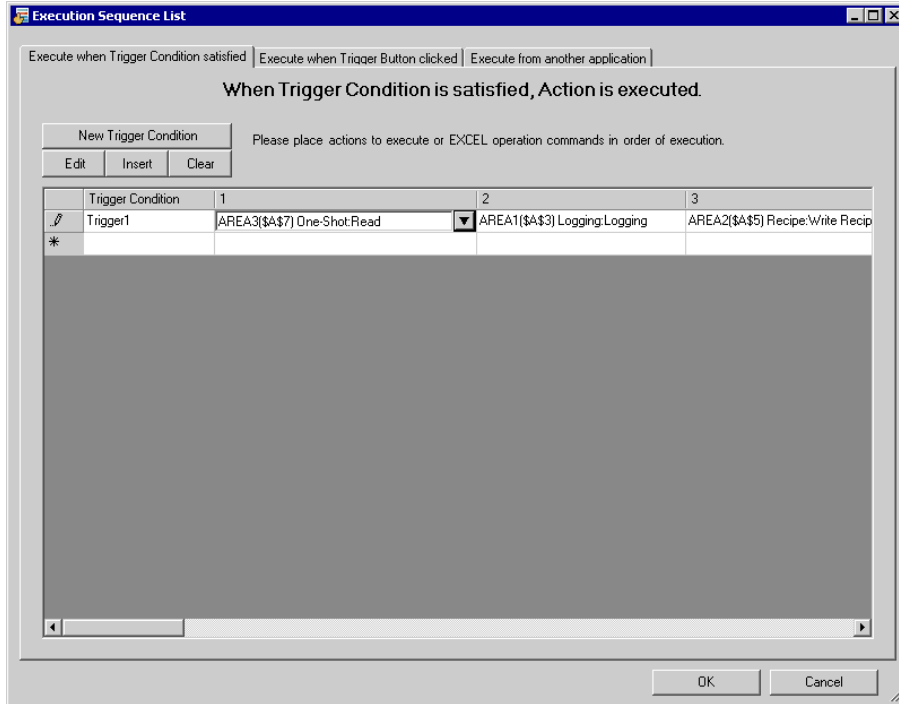 Execution Sequence List
Execute when Trigger Condition satisfied Execute when Trigger Button clicked Execute from another application
When Trigger Condition is satisfied, Action is executed.
New Trigger Condition Please place actions to execute or EXCEL operation commands in order of execution.
Edit Insert Clear
Trigger Condition 1 2 3
Trigger1 AREA3($A$7) One-Shot:Read AREA1($A$3) Logging:Logging AREA2($A$5) Recipe:Write Recip
OK Cancel